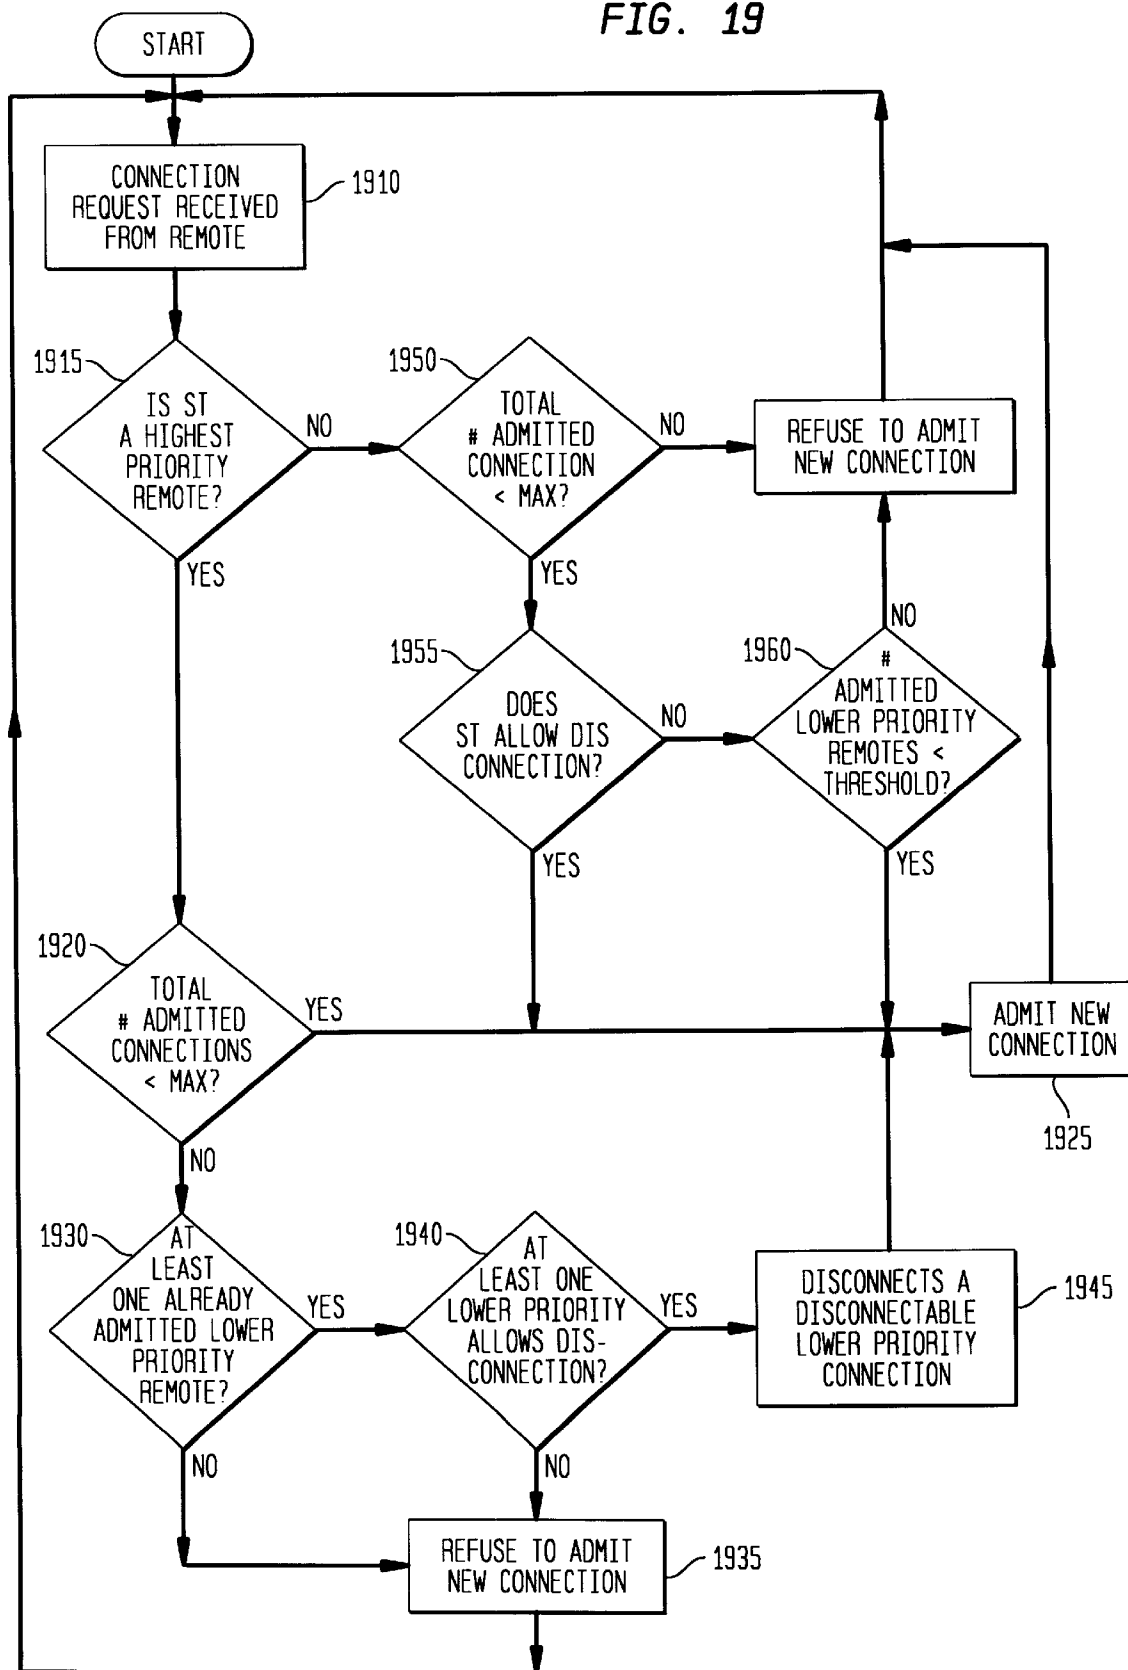 FIG. 19
START
CONNECTION
REQUEST RECEIVED
FROM REMOTE
1910
1915
IS ST
A HIGHEST
PRIORITY
REMOTE?
NO
YES
1950
TOTAL
# ADMITTED
CONNECTION
< MAX?
NO
YES
REFUSE TO ADMIT
NEW CONNECTION
1955
DOES
ST ALLOW DIS
CONNECTION?
NO
YES
1960
NO
#
ADMITTED
LOWER PRIORITY
REMOTES <
THRESHOLD?
YES
1920
TOTAL
# ADMITTED
CONNECTIONS
< MAX?
YES
NO
ADMIT NEW
CONNECTION
1925
1930
AT
LEAST
ONE ALREADY
ADMITTED LOWER
PRIORITY
REMOTE?
YES
NO
1940
AT
LEAST ONE
LOWER PRIORITY
ALLOWS DIS-
CONNECTION?
YES
NO
DISCONNECTS A
DISCONNECTABLE
LOWER PRIORITY
CONNECTION
1945
REFUSE TO ADMIT
NEW CONNECTION
1935